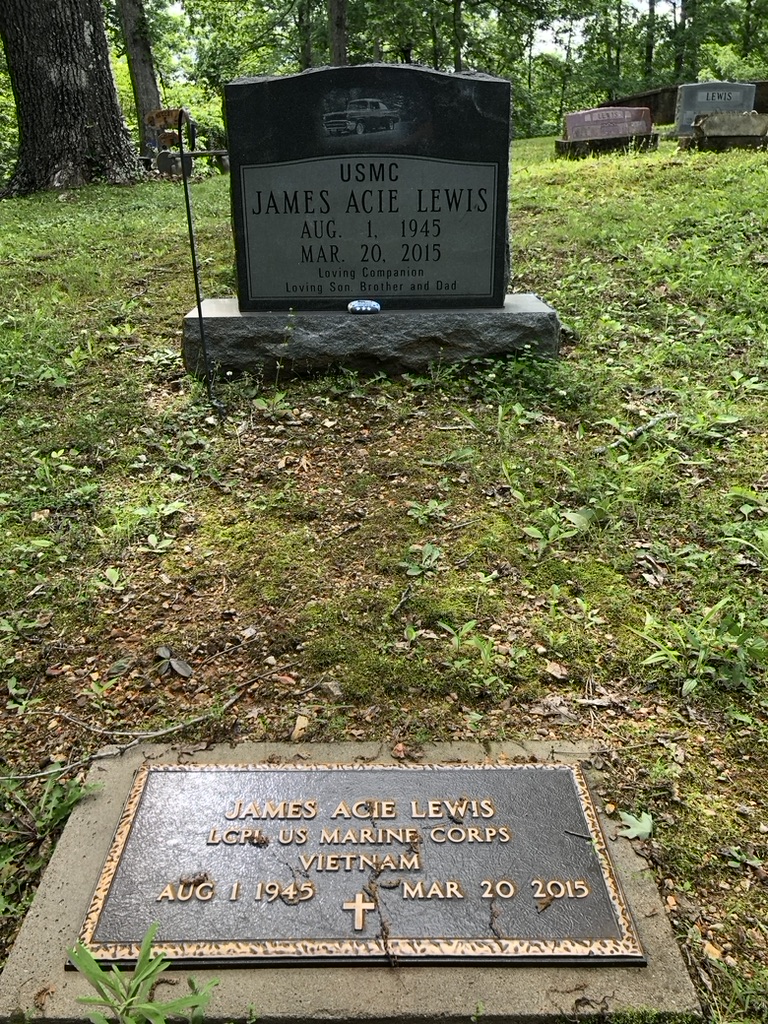 USMC
JAMES ACIE LEWIS
AUG. 1, 1945
MAR. 20, 2015
Loving Companion
Loving Son, Brother and Dad
LEWIS
JAMES ACIE LEWIS
LCPL US MARINE CORPS
VIETNAM
AUG 1 1945 MAR 20 2015